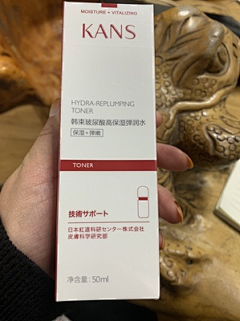 MOISTURE + VITALIZING
KANS
HYDRA-REPLUMPING
TONER
韩束玻尿酸高保湿弹润水
保湿+弹嫩
TONER
技術サポート
日本紅道科研センター株式会社
皮膚科学研究部
净含量:50ml